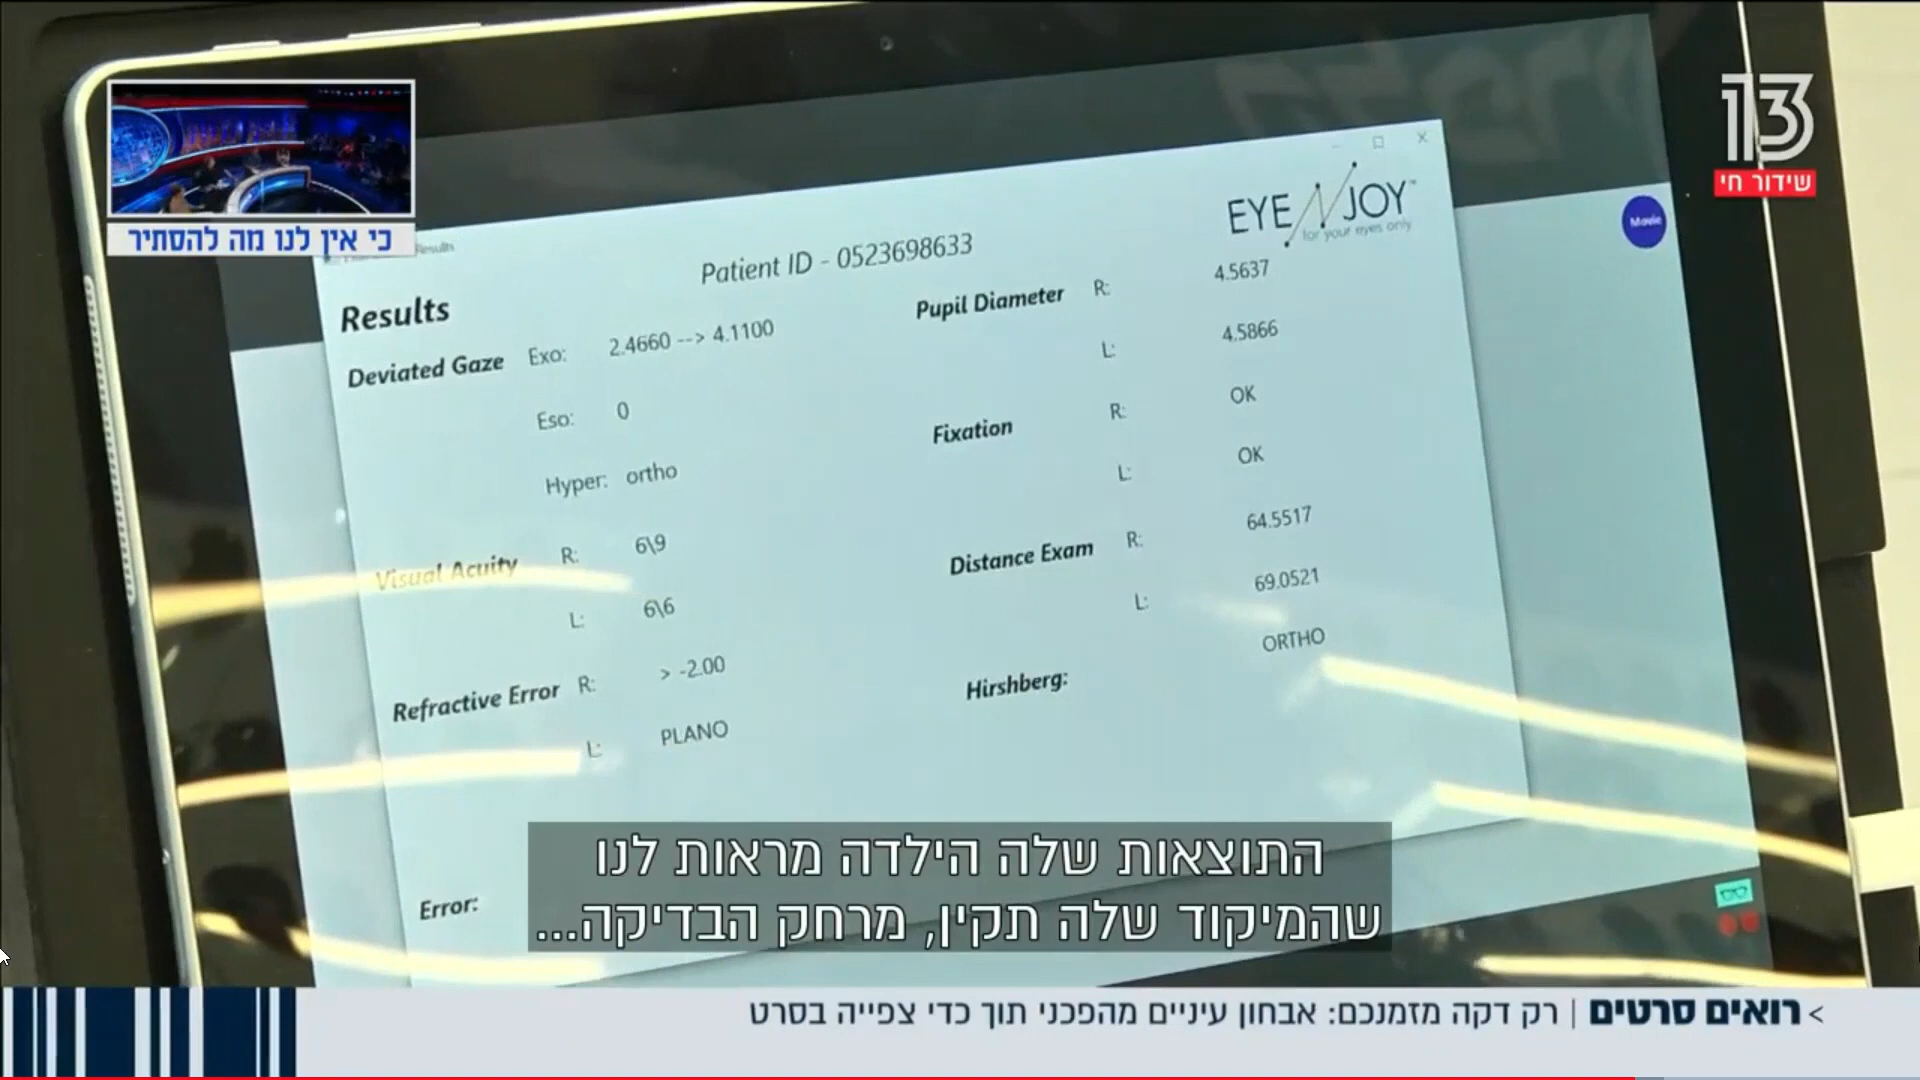 13
שידור חי
כי אין לנו מה להסתיר
Results
EYE N JOY™
for your eyes only
Movie
Patient ID - 0523698633
Results
Deviated Gaze Exo: 2.4660 --> 4.1100
Eso: 0
Hyper: ortho
Visual Acuity R: 6\9
L: 6\6
Refractive Error R: > -2.00
L: PLANO
Error:
Pupil Diameter R: 4.5637
L: 4.5866
Fixation R: OK
L: OK
Distance Exam R: 64.5517
L: 69.0521
Hirshberg: ORTHO
התוצאות שלה הילדה מראות לנו
שהמיקוד שלה תקין, מרחק הבדיקה...
> רואים סרטים | רק דקה מזמנכם: אבחון עיניים מהפכני תוך כדי צפייה בסרט